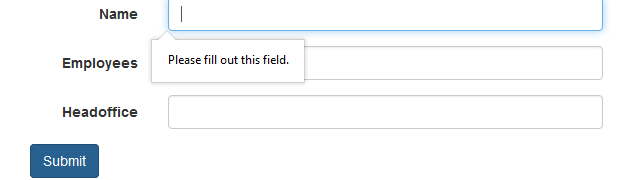 Name
Please fill out this field.
Employees
Headoffice
Submit